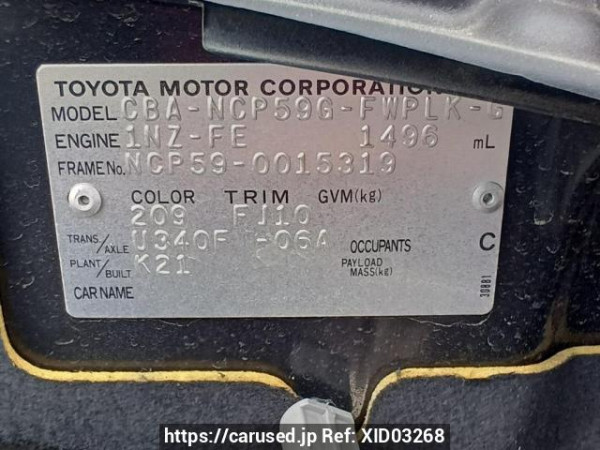 TOYOTA MOTOR CORPORATION
MODEL CBA-NCP59G-FWPLK-G
ENGINE 1NZ-FE 1496 mL
FRAME No. NCP59-0015319
COLOR TRIM GVM(kg)
209 FJ10
TRANS/AXLE U340F -06A OCCUPANTS C
PLANT/BUILT K21 PAYLOAD MASS(kg)
CAR NAME
308B1
https://carused.jp Ref: XID03268